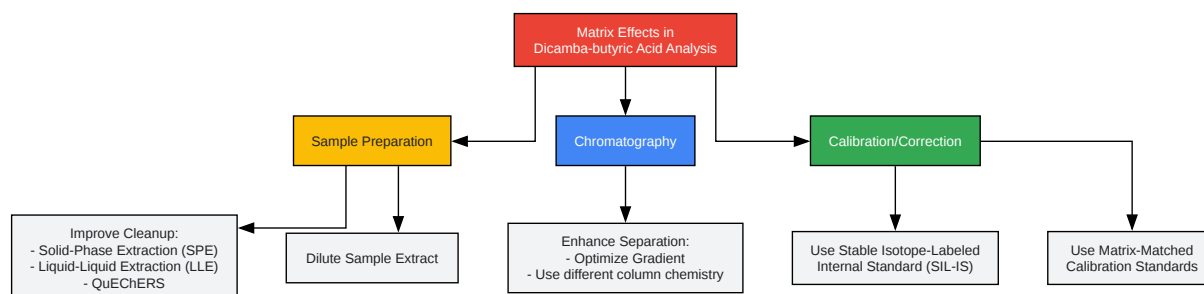 Matrix Effects in
Dicamba-butyric Acid Analysis
Sample Preparation
Chromatography
Calibration/Correction
Improve Cleanup:
- Solid-Phase Extraction (SPE)
- Liquid-Liquid Extraction (LLE)
- QuEChERS
Dilute Sample Extract
Enhance Separation:
- Optimize Gradient
- Use different column chemistry
Use Stable Isotope-Labeled
Internal Standard (SIL-IS)
Use Matrix-Matched
Calibration Standards